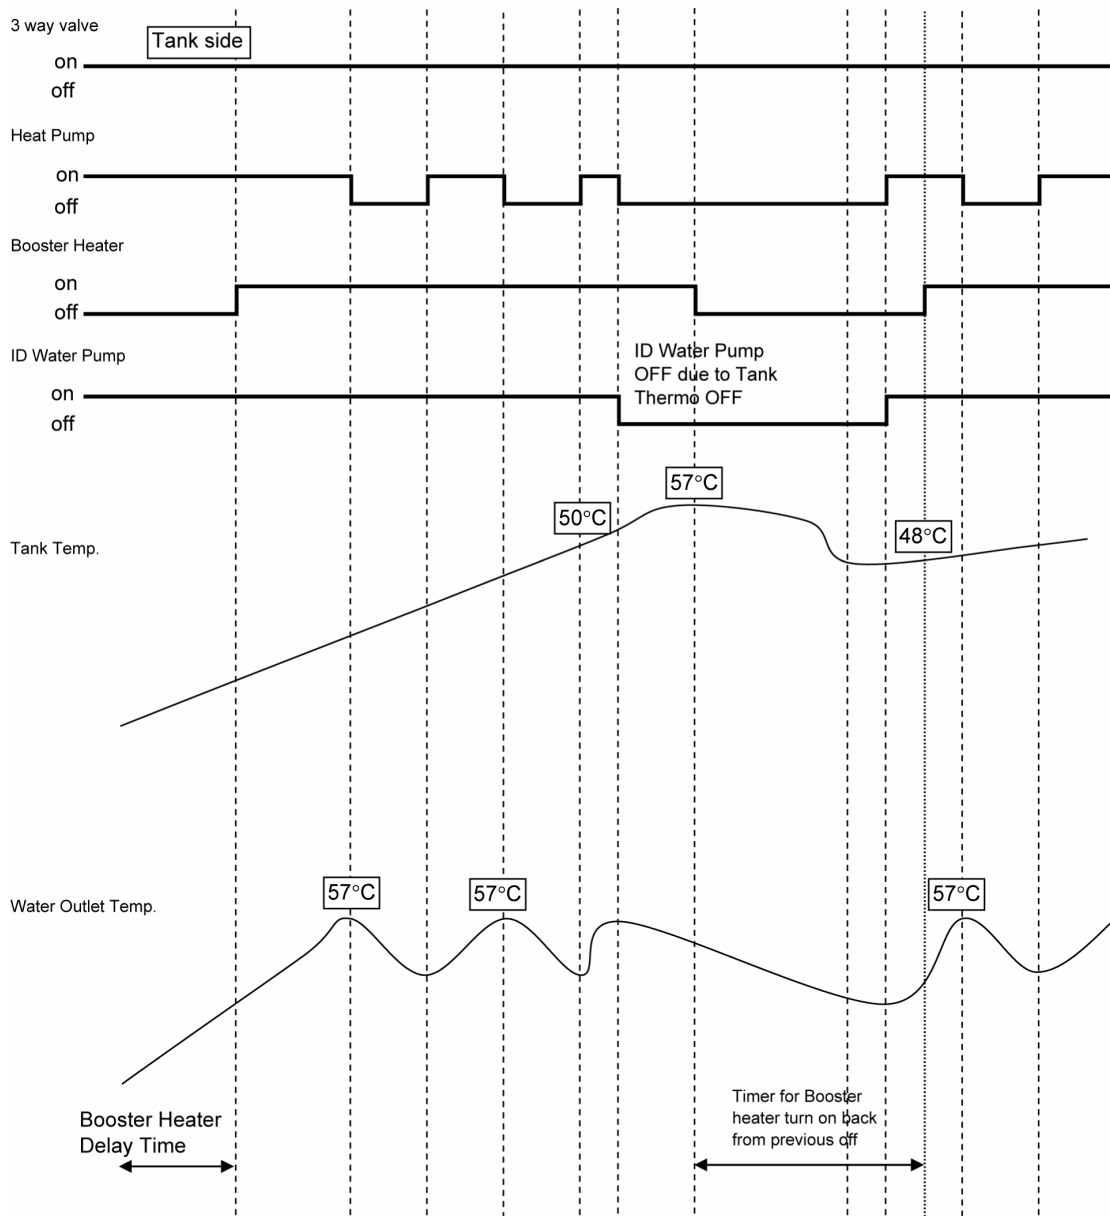 3 way valve
Tank side
on
off
Heat Pump
on
off
Booster Heater
on
off
ID Water Pump
on
off
ID Water Pump
OFF due to Tank
Thermo OFF
57°C
50°C
48°C
Tank Temp.
57°C
57°C
57°C
Water Outlet Temp.
Booster Heater
Delay Time
Timer for Booster
heater turn on back
from previous off